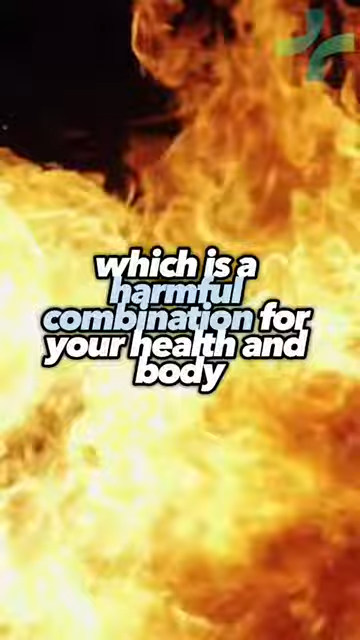 which is a
harmful
combination for
your health and
body